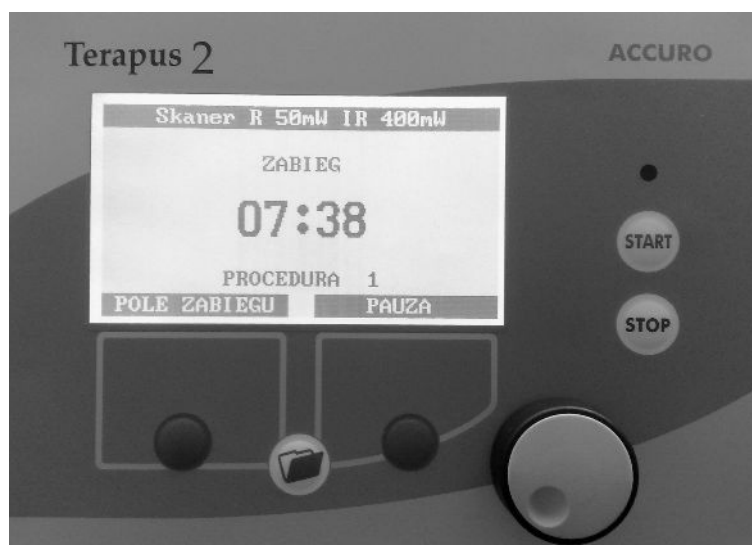 Terapus 2
ACCURO
Skaner R 50mW IR 400mW
ZABIEG
07:38
PROCEDURA 1
POLE ZABIEGU PAUZA
START
STOP